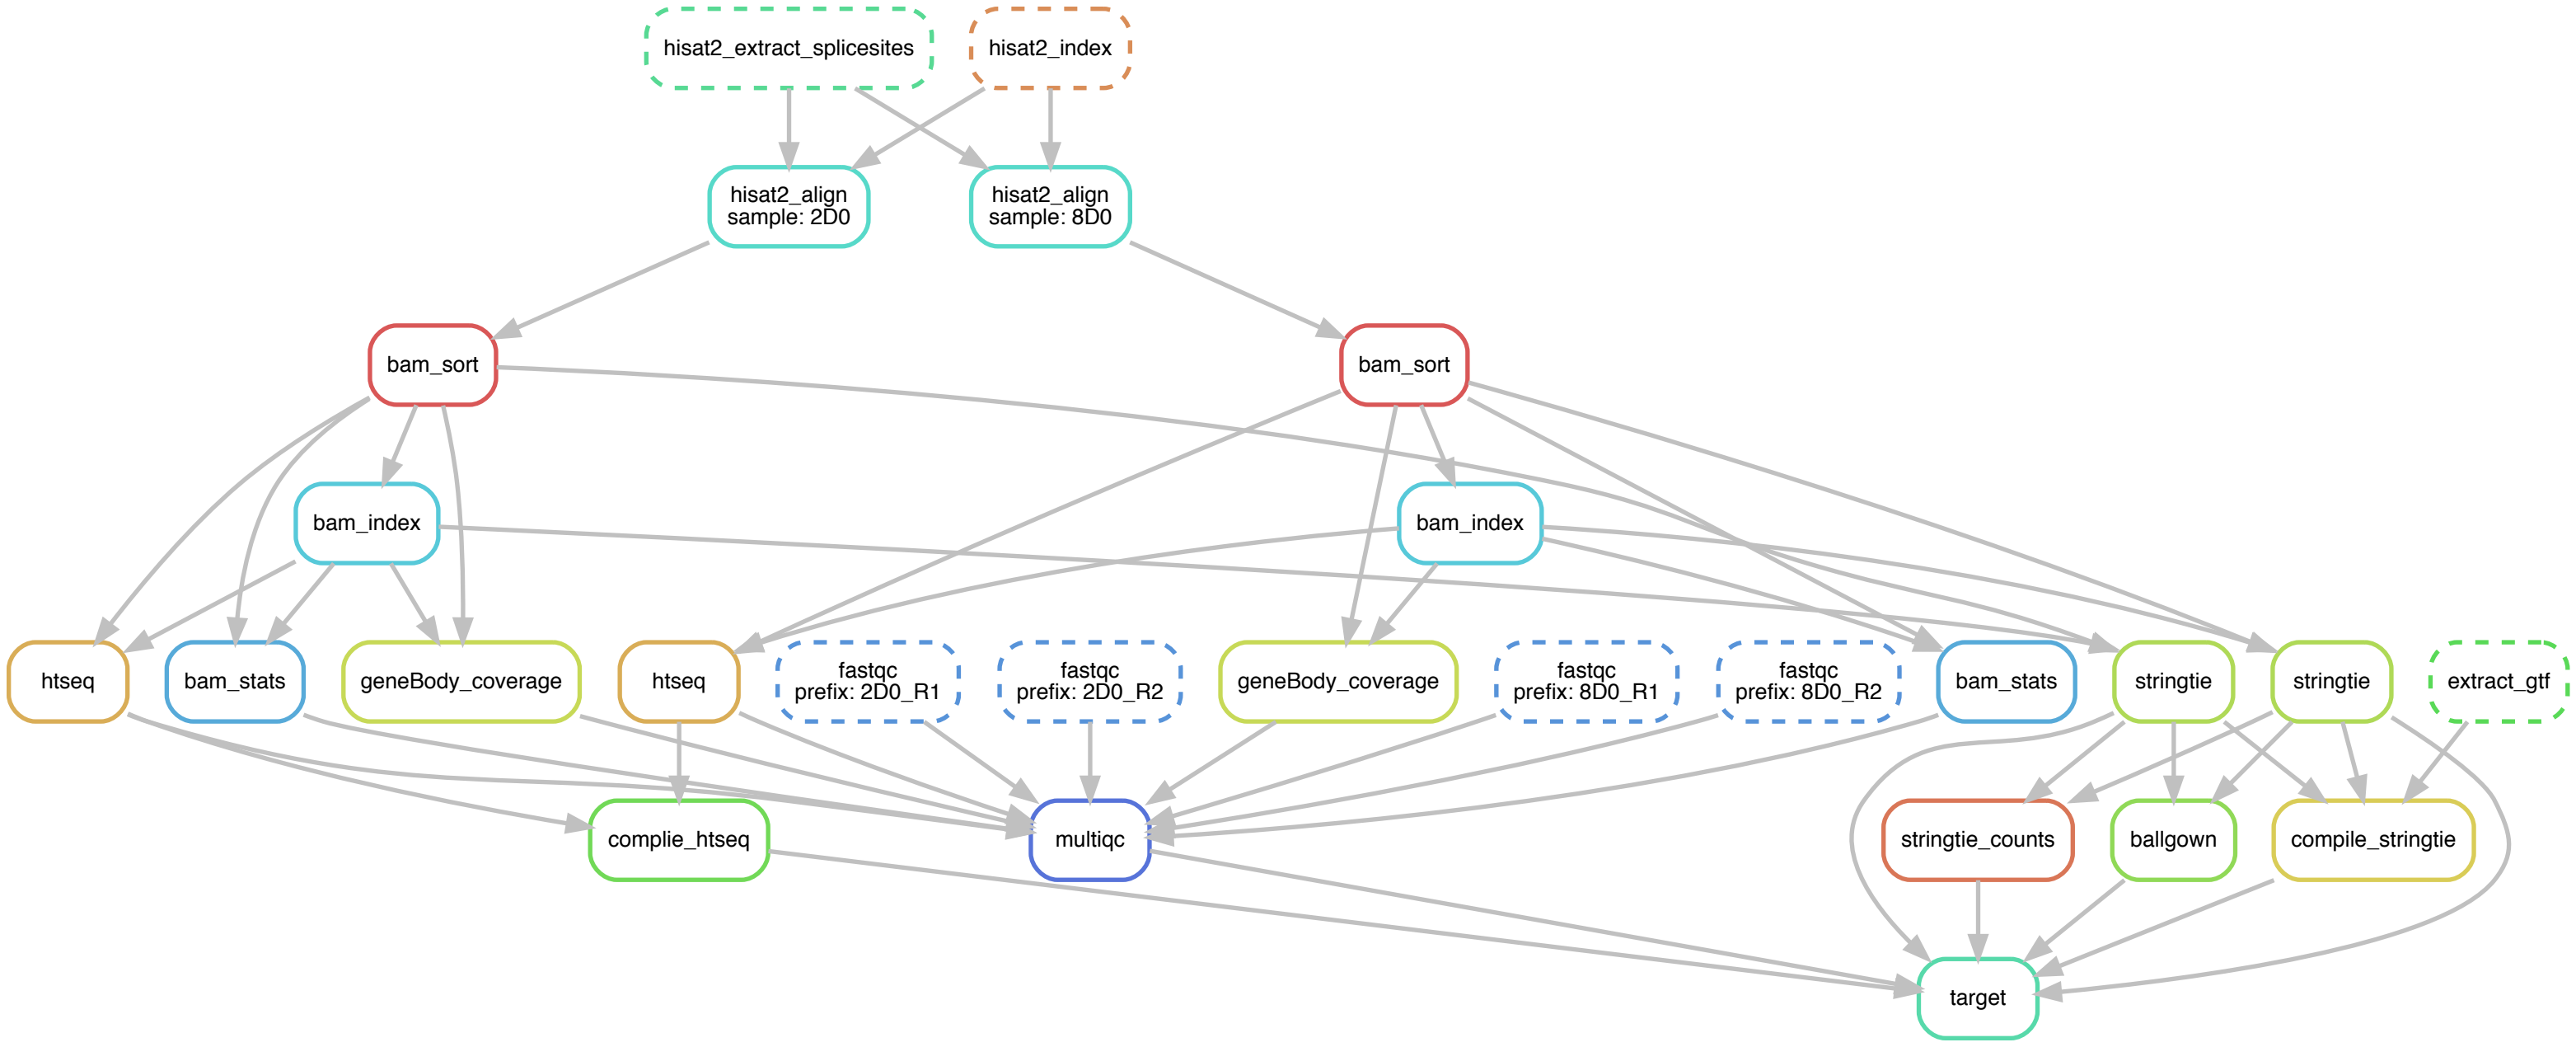 hisat2_extract_splicesites
hisat2_index
hisat2_align
sample: 2D0
hisat2_align
sample: 8D0
bam_sort
bam_sort
bam_index
bam_index
htseq
bam_stats
geneBody_coverage
htseq
fastqc
prefix: 2D0_R1
fastqc
prefix: 2D0_R2
geneBody_coverage
fastqc
prefix: 8D0_R1
fastqc
prefix: 8D0_R2
bam_stats
stringtie
stringtie
extract_gtf
complie_htseq
multiqc
stringtie_counts
ballgown
compile_stringtie
target